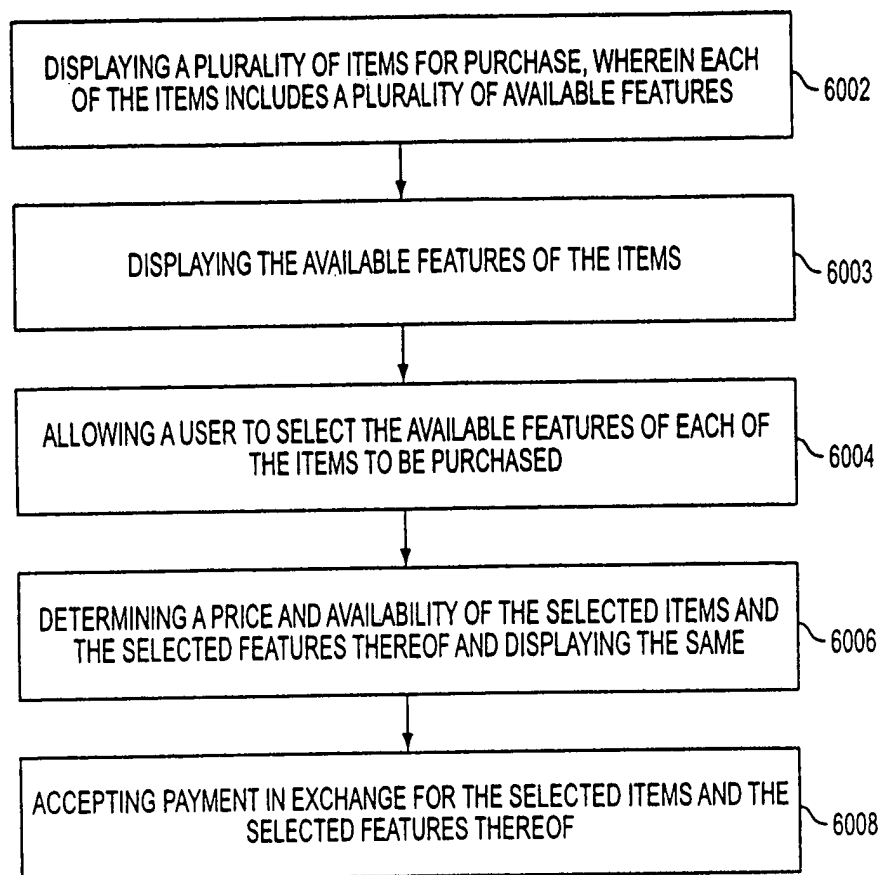 DISPLAYING A PLURALITY OF ITEMS FOR PURCHASE, WHEREIN EACH
OF THE ITEMS INCLUDES A PLURALITY OF AVAILABLE FEATURES
6002
DISPLAYING THE AVAILABLE FEATURES OF THE ITEMS
6003
ALLOWING A USER TO SELECT THE AVAILABLE FEATURES OF EACH OF
THE ITEMS TO BE PURCHASED
6004
DETERMINING A PRICE AND AVAILABILITY OF THE SELECTED ITEMS AND
THE SELECTED FEATURES THEREOF AND DISPLAYING THE SAME
6006
ACCEPTING PAYMENT IN EXCHANGE FOR THE SELECTED ITEMS AND THE
SELECTED FEATURES THEREOF
6008